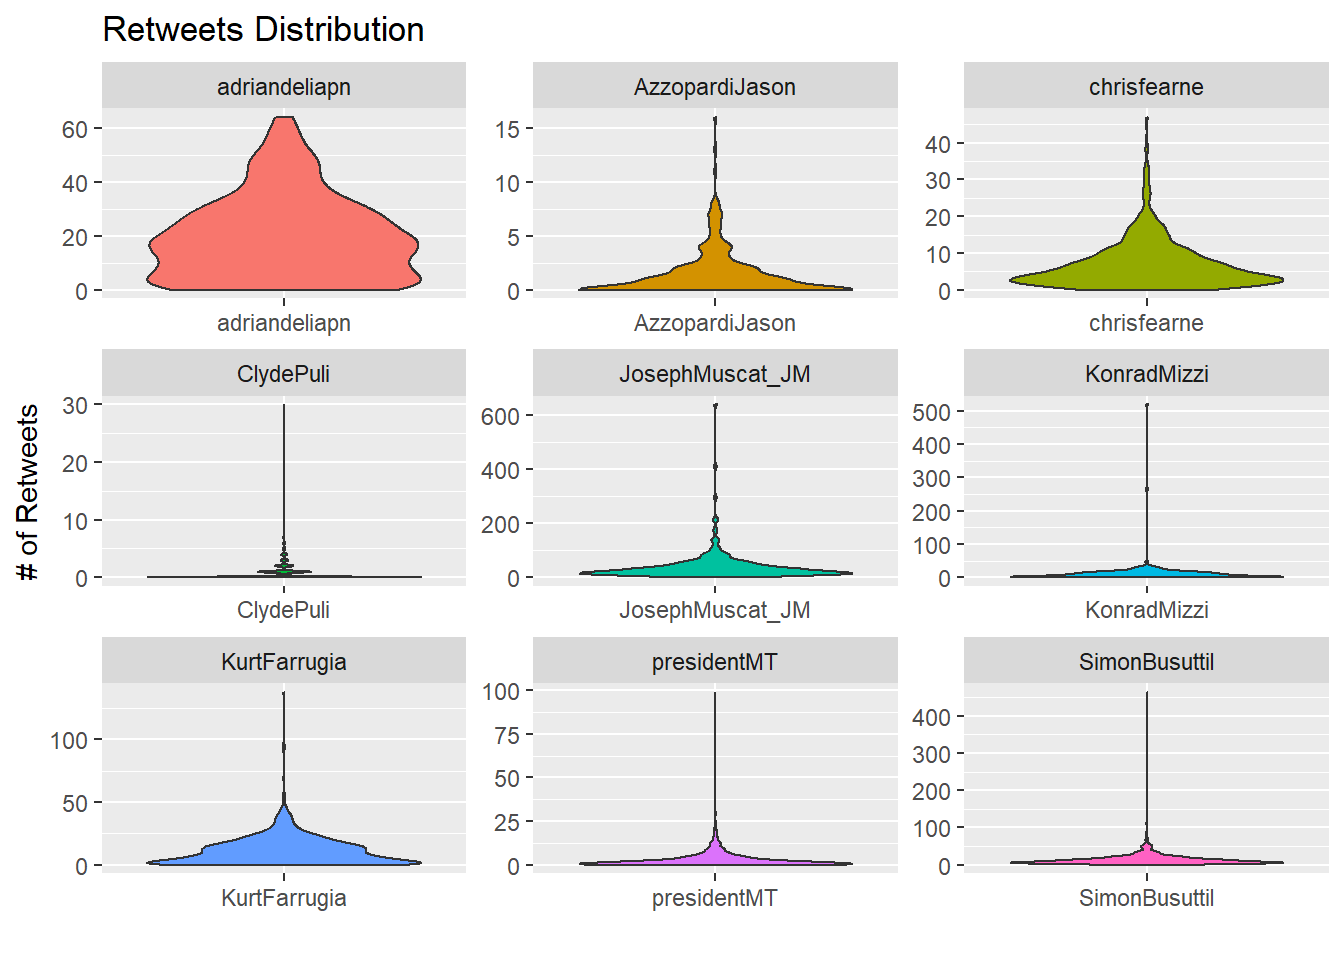 Retweets Distribution
adriandeliapn
AzzopardiJason
chrisfearne
60
40
20
0
15
10
5
0
40
30
20
10
0
adriandeliapn
AzzopardiJason
chrisfearne
# of Retweets
ClydePuli
JosephMuscat_JM
KonradMizzi
30
20
10
0
600
400
200
0
500
400
300
200
100
0
ClydePuli
JosephMuscat_JM
KonradMizzi
KurtFarrugia
presidentMT
SimonBusuttil
100
50
0
100
75
50
25
0
400
300
200
100
0
KurtFarrugia
presidentMT
SimonBusuttil